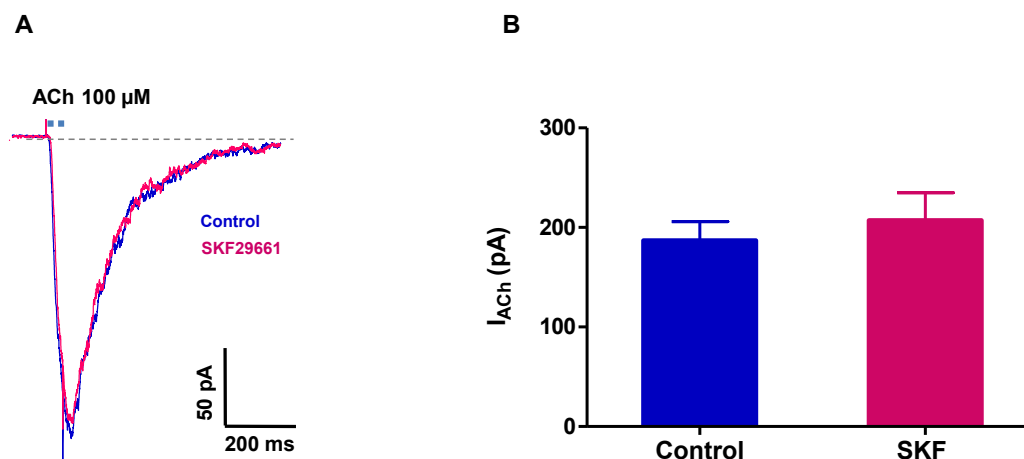 A
ACh 100 µM
Control
SKF29661
50 pA
200 ms
B
300
200
100
0
I_ACh (pA)
Control
SKF